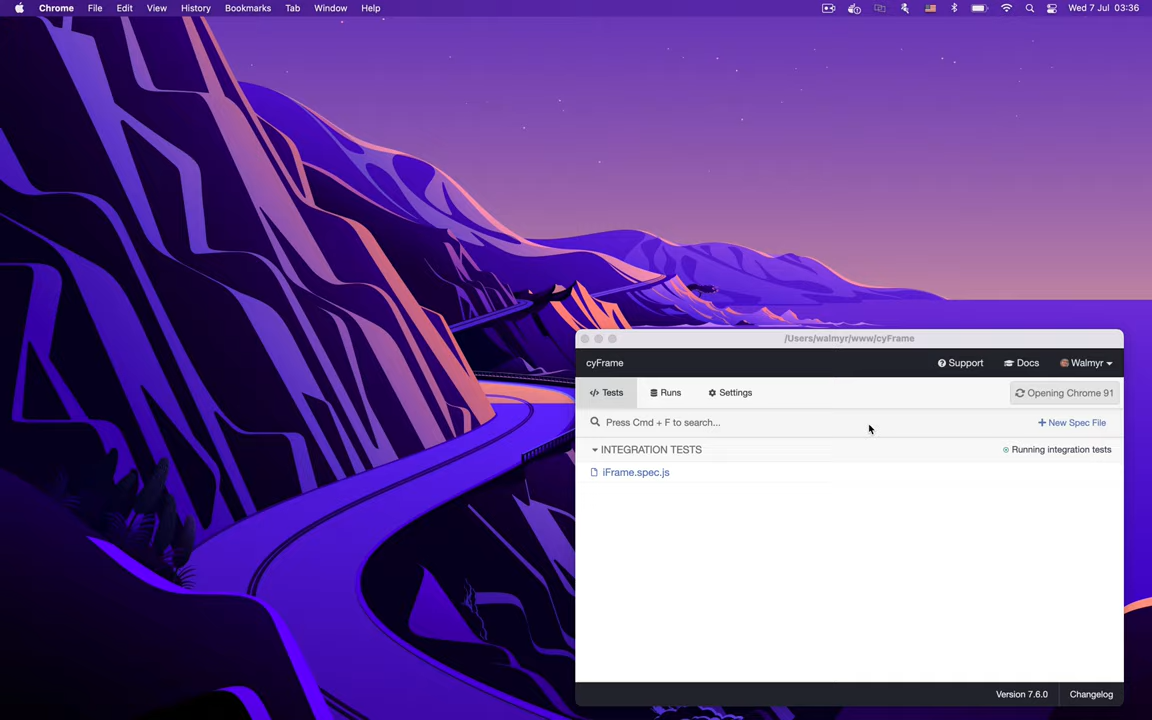 Chrome File Edit View History Bookmarks Tab Window Help Wed 7 Jul 03:36
/Users/walmyr/www/cyFrame
cyFrame Support Docs Walmyr
</> Tests Runs Settings Opening Chrome 91
Press Cmd + F to search... + New Spec File
INTEGRATION TESTS Running integration tests
iFrame.spec.js
Version 7.6.0 Changelog